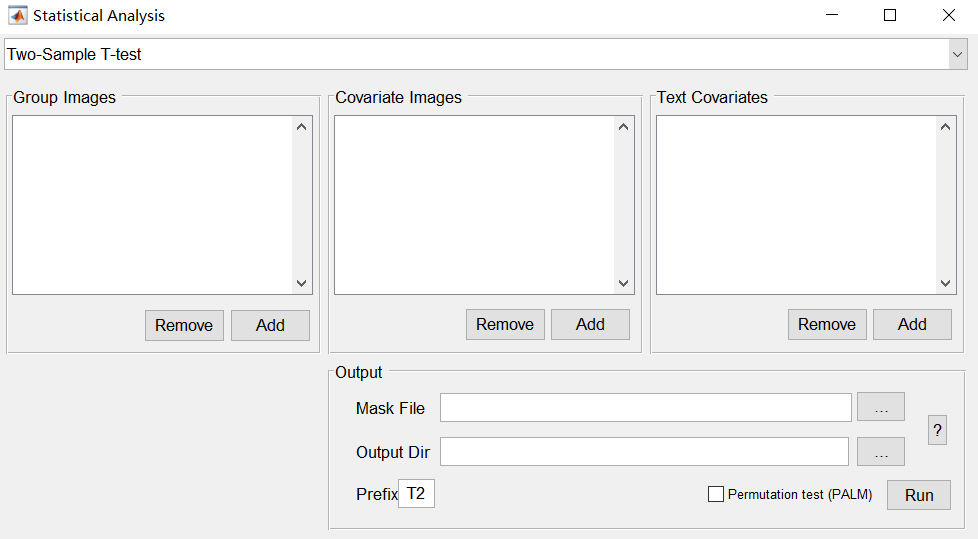 Statistical Analysis
Two-Sample T-test
Group Images
Covariate Images
Text Covariates
Remove
Add
Remove
Add
Remove
Add
Output
Mask File
...
?
Output Dir
...
Prefix
T2
Permutation test (PALM)
Run